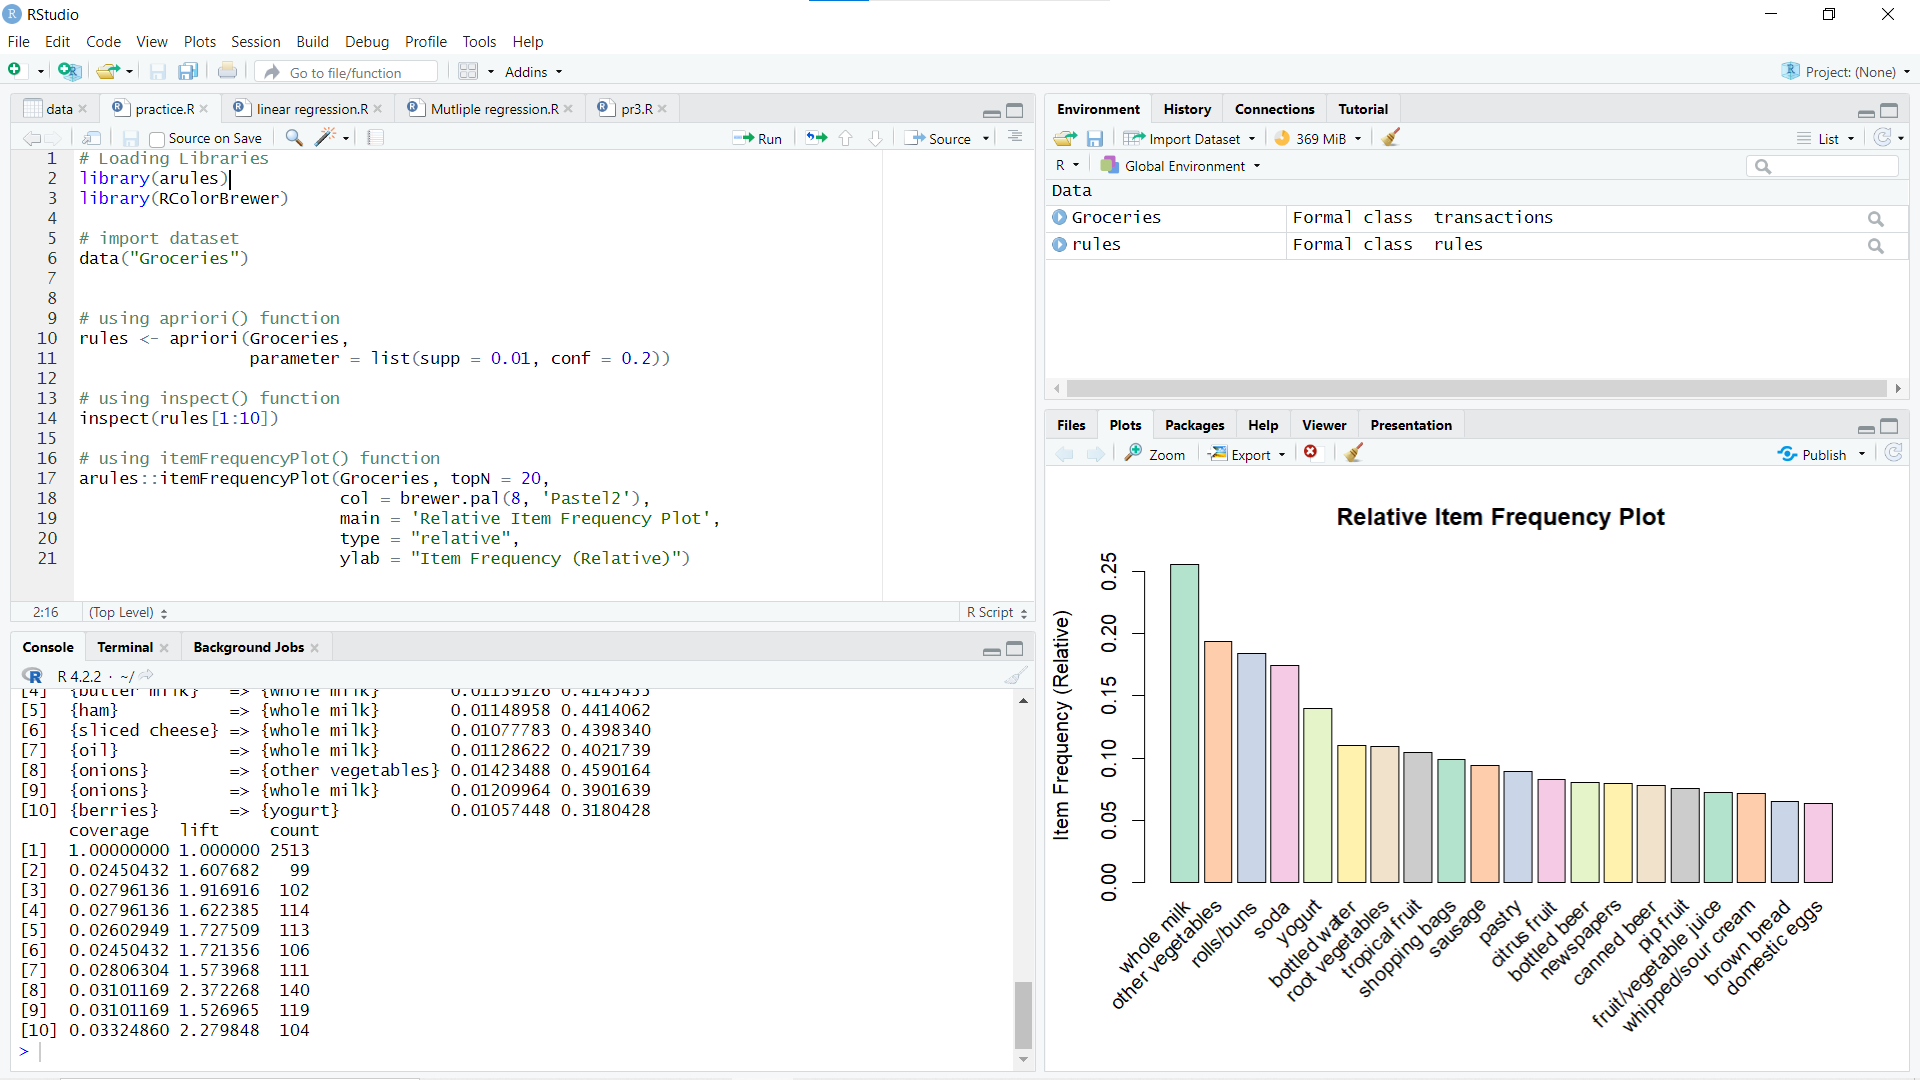 RStudio
File Edit Code View Plots Session Build Debug Profile Tools Help
Go to file/function Addins Project: (None)
data practice.R linear regression.R Mutliple regression.R pr3.R
Source on Save Run Source
1 # Loading Libraries
2 library(arules)
3 library(RColorBrewer)
4
5 # import dataset
6 data("Groceries")
7
8
9 # using apriori() function
10 rules <- apriori(Groceries,
11 parameter = list(supp = 0.01, conf = 0.2))
12
13 # using inspect() function
14 inspect(rules[1:10])
15
16 # using itemFrequencyPlot() function
17 arules::itemFrequencyPlot(Groceries, topN = 20,
18 col = brewer.pal(8, 'Pastel2'),
19 main = 'Relative Item Frequency Plot',
20 type = "relative",
21 ylab = "Item Frequency (Relative)")
2:16 (Top Level) R Script
Console Terminal Background Jobs
R 4.2.2 · ~/
[4] {butter milk} => {whole milk} 0.01159126 0.4145455
[5] {ham} => {whole milk} 0.01148958 0.4414062
[6] {sliced cheese} => {whole milk} 0.01077783 0.4398340
[7] {oil} => {whole milk} 0.01128622 0.4021739
[8] {onions} => {other vegetables} 0.01423488 0.4590164
[9] {onions} => {whole milk} 0.01209964 0.3901639
[10] {berries} => {yogurt} 0.01057448 0.3180428
coverage lift count
[1] 1.00000000 1.000000 2513
[2] 0.02450432 1.607682 99
[3] 0.02796136 1.916916 102
[4] 0.02796136 1.622385 114
[5] 0.02602949 1.727509 113
[6] 0.02450432 1.721356 106
[7] 0.02806304 1.573968 111
[8] 0.03101169 2.372268 140
[9] 0.03101169 1.526965 119
[10] 0.03324860 2.279848 104
>
Environment History Connections Tutorial
Import Dataset 369 MiB List
R Global Environment
Data
Groceries Formal class transactions
rules Formal class rules
Files Plots Packages Help Viewer Presentation
Zoom Export Publish
Relative Item Frequency Plot
Item Frequency (Relative)
0.25
0.20
0.15
0.10
0.05
0.00
whole milk
other vegetables
rolls/buns
soda
yogurt
bottled water
root vegetables
tropical fruit
shopping bags
sausage
pastry
citrus fruit
bottled beer
newspapers
canned beer
pip fruit
fruit/vegetable juice
whipped/sour cream
brown bread
domestic eggs